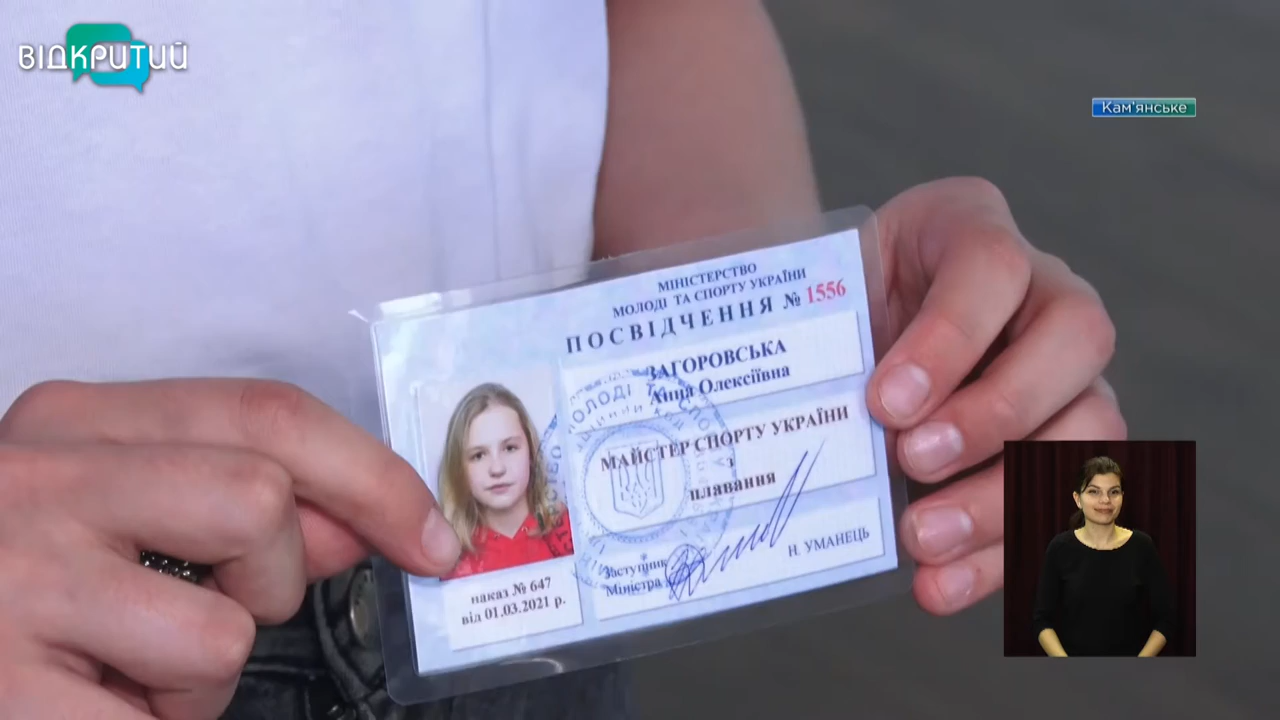 ВІДКРИТИЙ
Кам'янське
МІНІСТЕРСТВО
МОЛОДІ ТА СПОРТУ УКРАЇНИ
ПОСВІДЧЕННЯ № 1556
ЗАГОРОВСЬКА
Анна Олексіївна
МАЙСТЕР СПОРТУ УКРАЇНИ
з
плавання
наказ № 647
від 01.03.2021 р.
Заступник
Міністра
Н. УМАНЕЦЬ